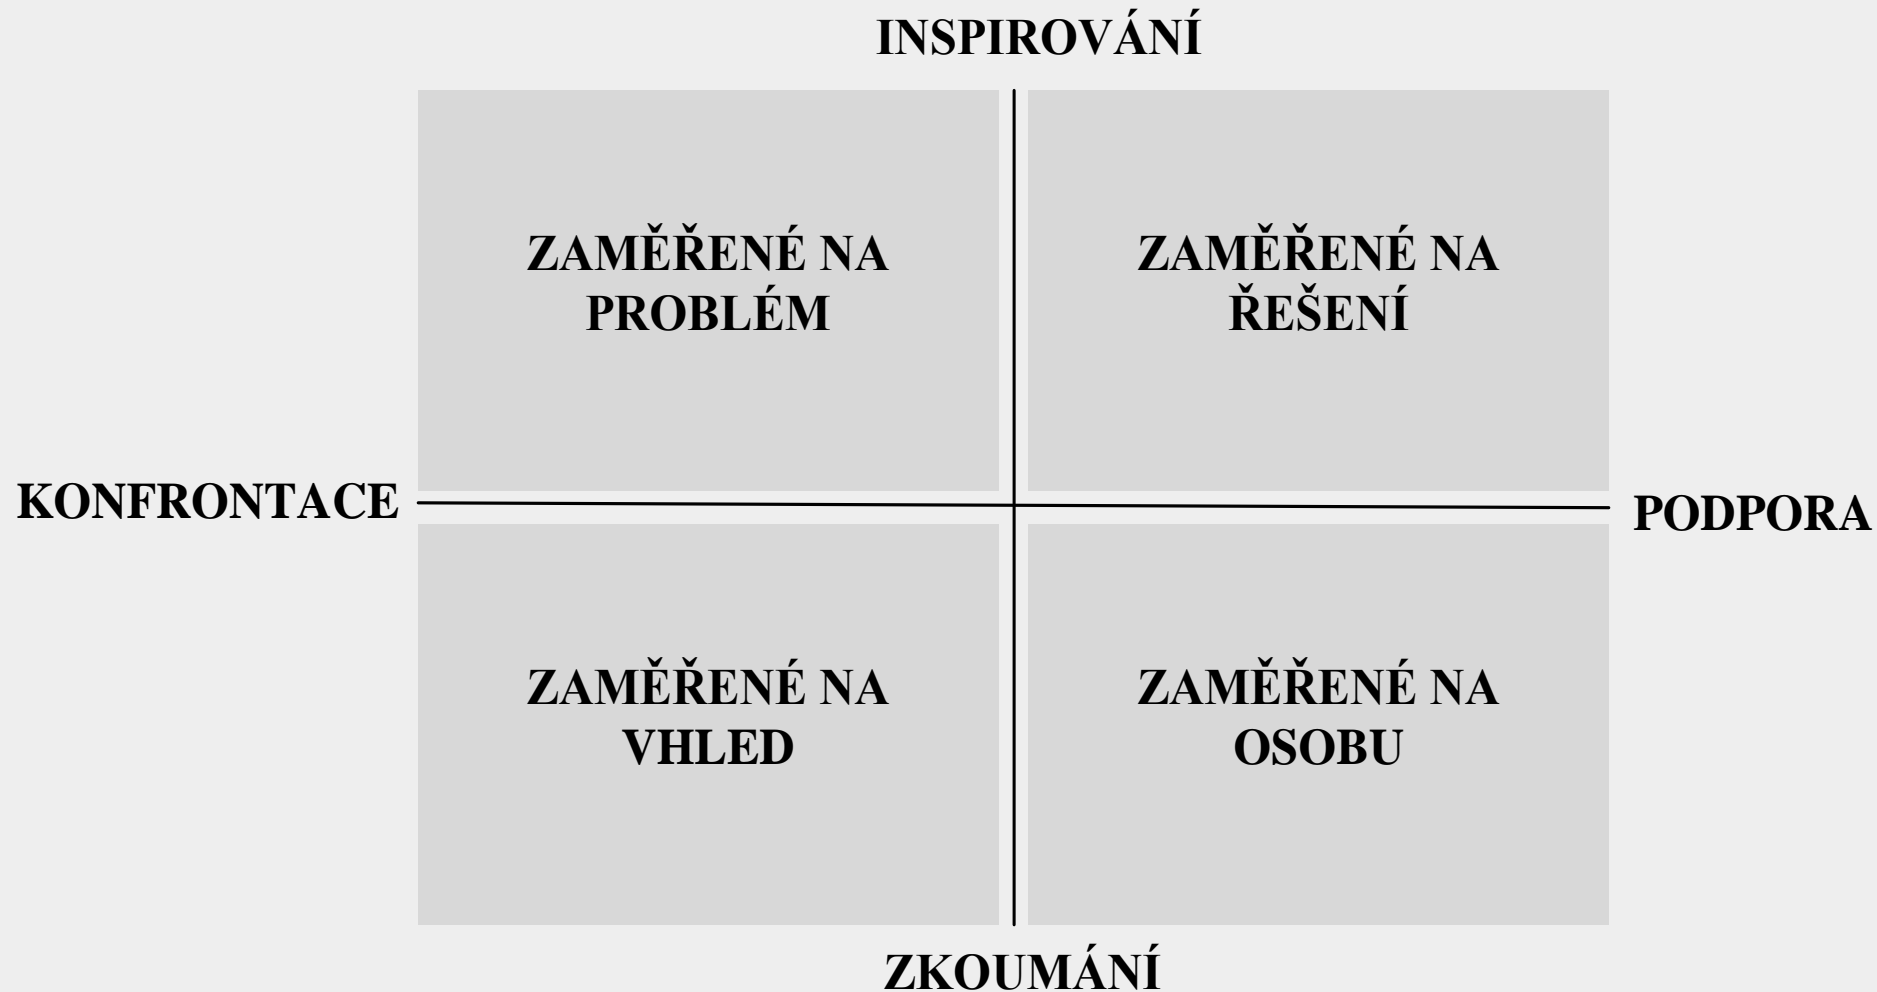 INSPIROVÁNÍ
ZAMĚŘENÉ NA
PROBLÉM
ZAMĚŘENÉ NA
ŘEŠENÍ
KONFRONTACE
PODPORA
ZAMĚŘENÉ NA
VHLED
ZAMĚŘENÉ NA
OSOBU
ZKOUMÁNÍ